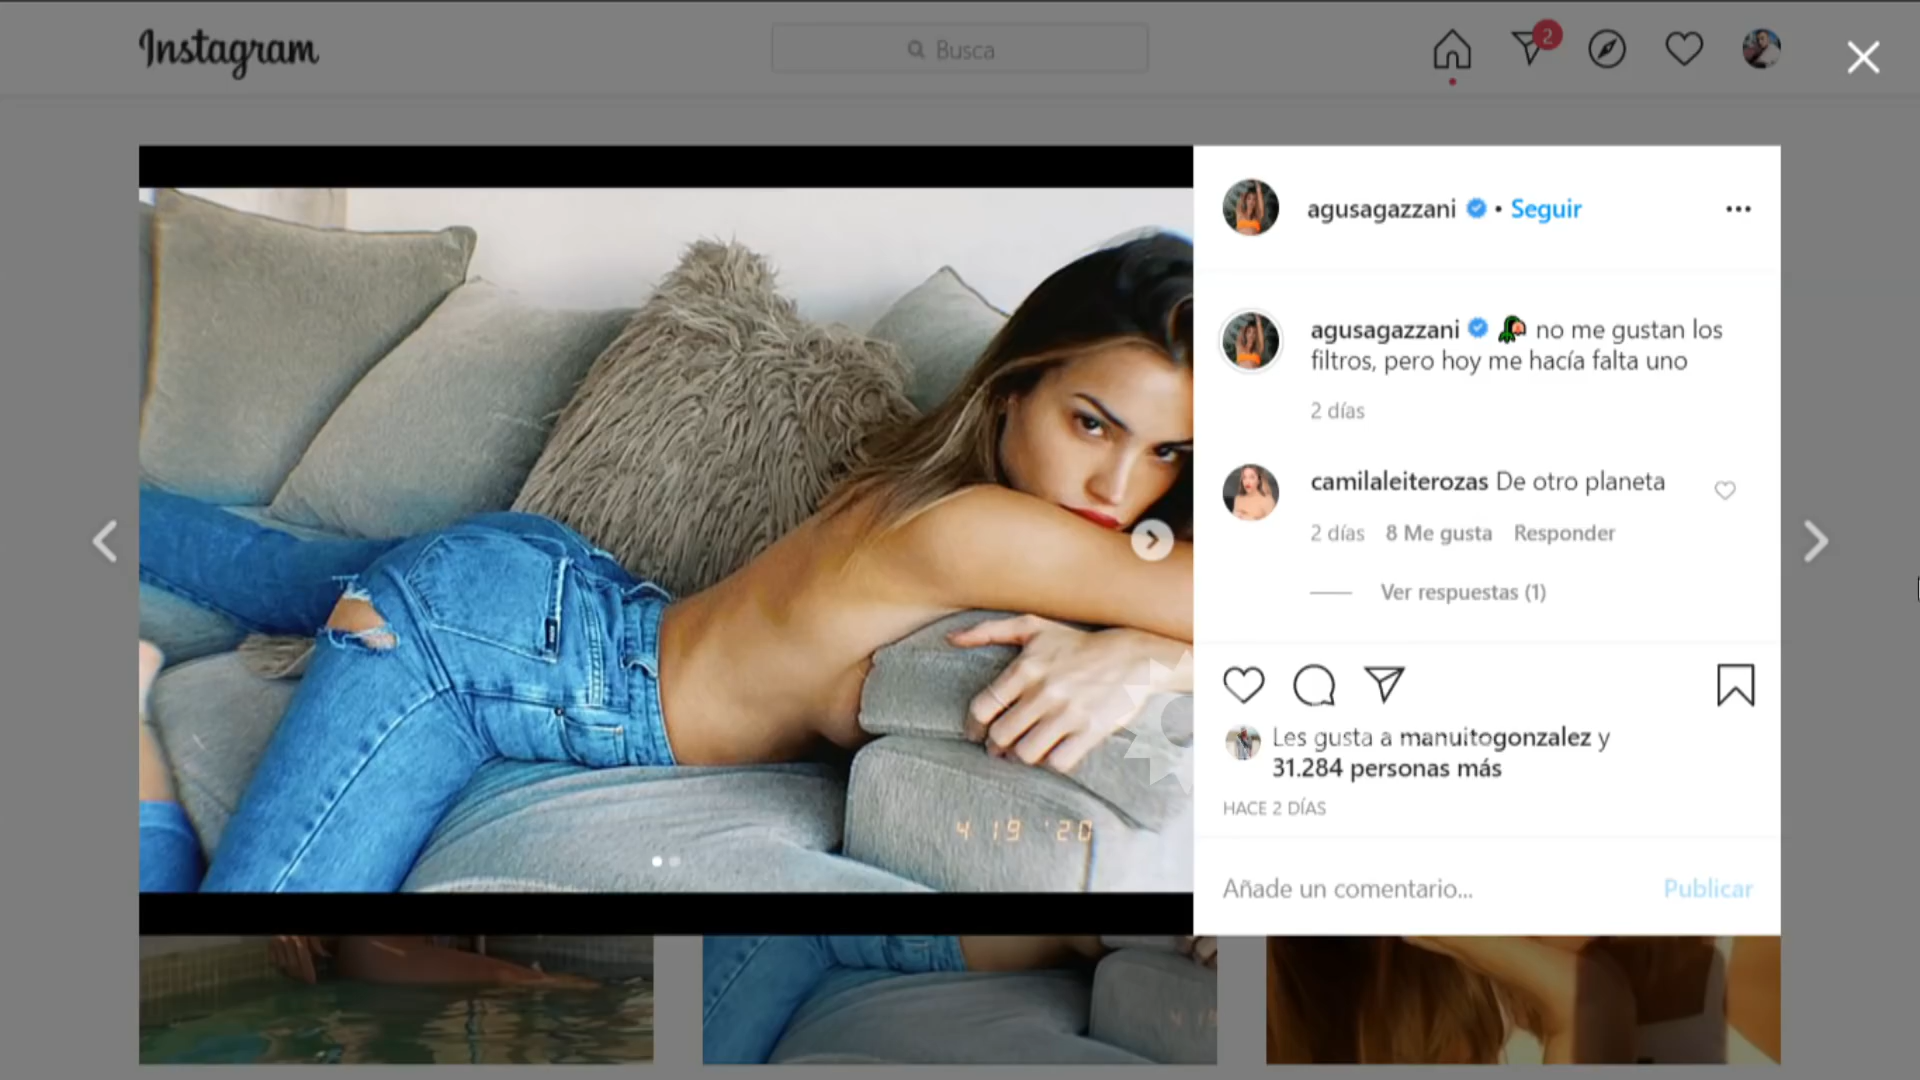 Instagram
Busca
2
agusagazzani • Seguir
agusagazzani 🥀 no me gustan los
filtros, pero hoy me hacía falta uno
2 días
camilaleiterozas De otro planeta
2 días 8 Me gusta Responder
Ver respuestas (1)
Les gusta a manuitogonzalez y
31.284 personas más
HACE 2 DÍAS
4 19 '20
Añade un comentario... Publicar